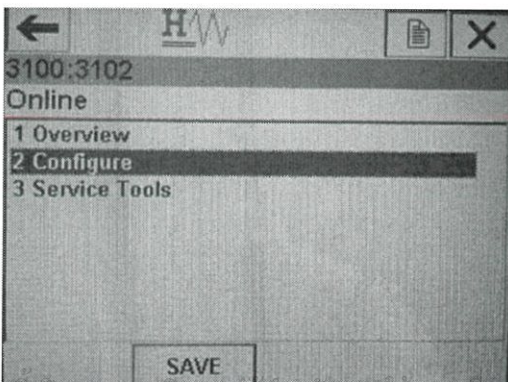 H
3100:3102
Online
1 Overview
2 Configure
3 Service Tools
SAVE